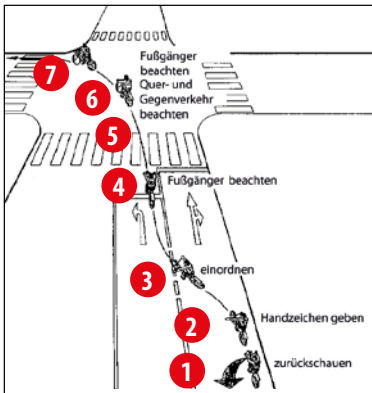 Fußgänger
beachten
Quer- und
Gegenverkehr
beachten
7
6
5
4
Fußgänger beachten
3
einordnen
2
Handzeichen geben
1
zurückschauen